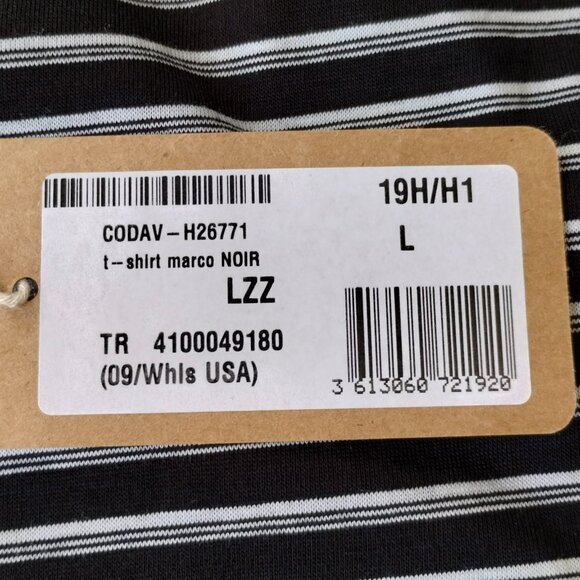 19H/H1
CODAV-H26771
t-shirt marco NOIR
L
LZZ
TR 4100049180
(09/Whls USA)
3 613060 721920